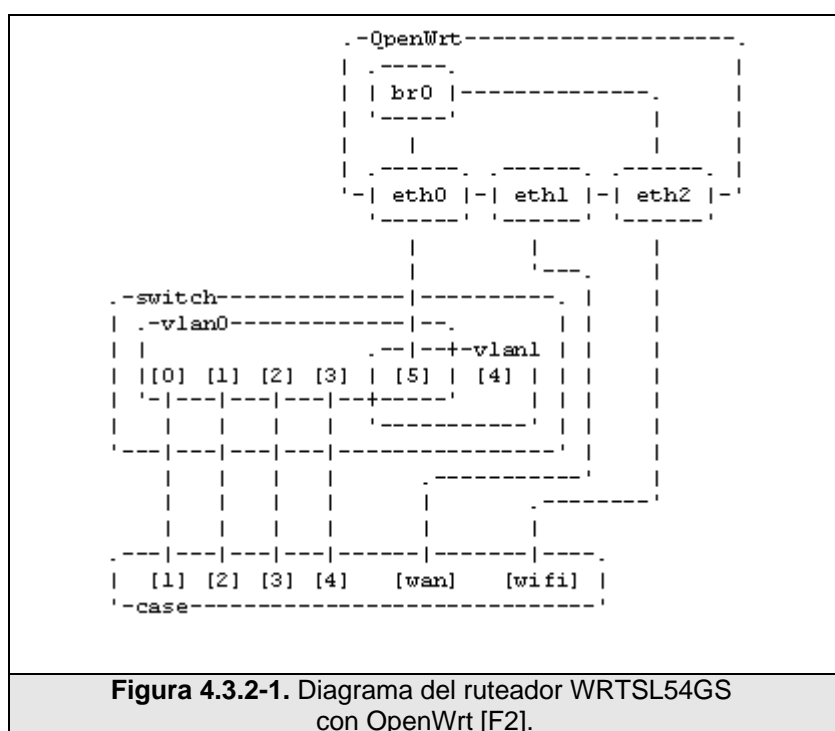 OpenWrt
br0
eth0 eth1 eth2
switch
vlan0
vlan1
[0] [1] [2] [3] [5] [4]
[1] [2] [3] [4] [wan] [wifi]
case
Figura 4.3.2-1. Diagrama del ruteador WRTSL54GS
con OpenWrt [F2].